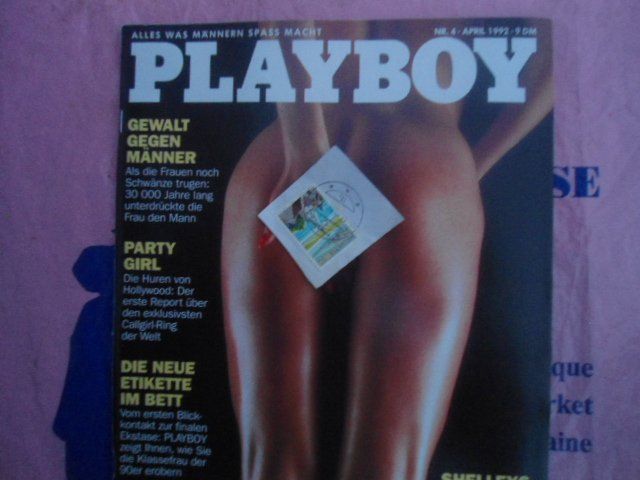 ALLES WAS MÄNNERN SPASS MACHT
NR. 4 · APRIL 1992 · 9 DM
PLAYBOY
GEWALT
GEGEN
MÄNNER
Als die Frauen noch
Schwänze trugen:
30 000 Jahre lang
unterdrückte die
Frau den Mann
PARTY
GIRL
Die Huren von
Hollywood: Der
erste Report über
den exklusivsten
Callgirl-Ring
der Welt
DIE NEUE
ETIKETTE
IM BETT
Vom ersten Blick-
kontakt zur finalen
Ekstase: PLAYBOY
zeigt Ihnen, wie Sie
die Klassefrau der
90er erobern
SHELLEYS
SE
que
rket
aine